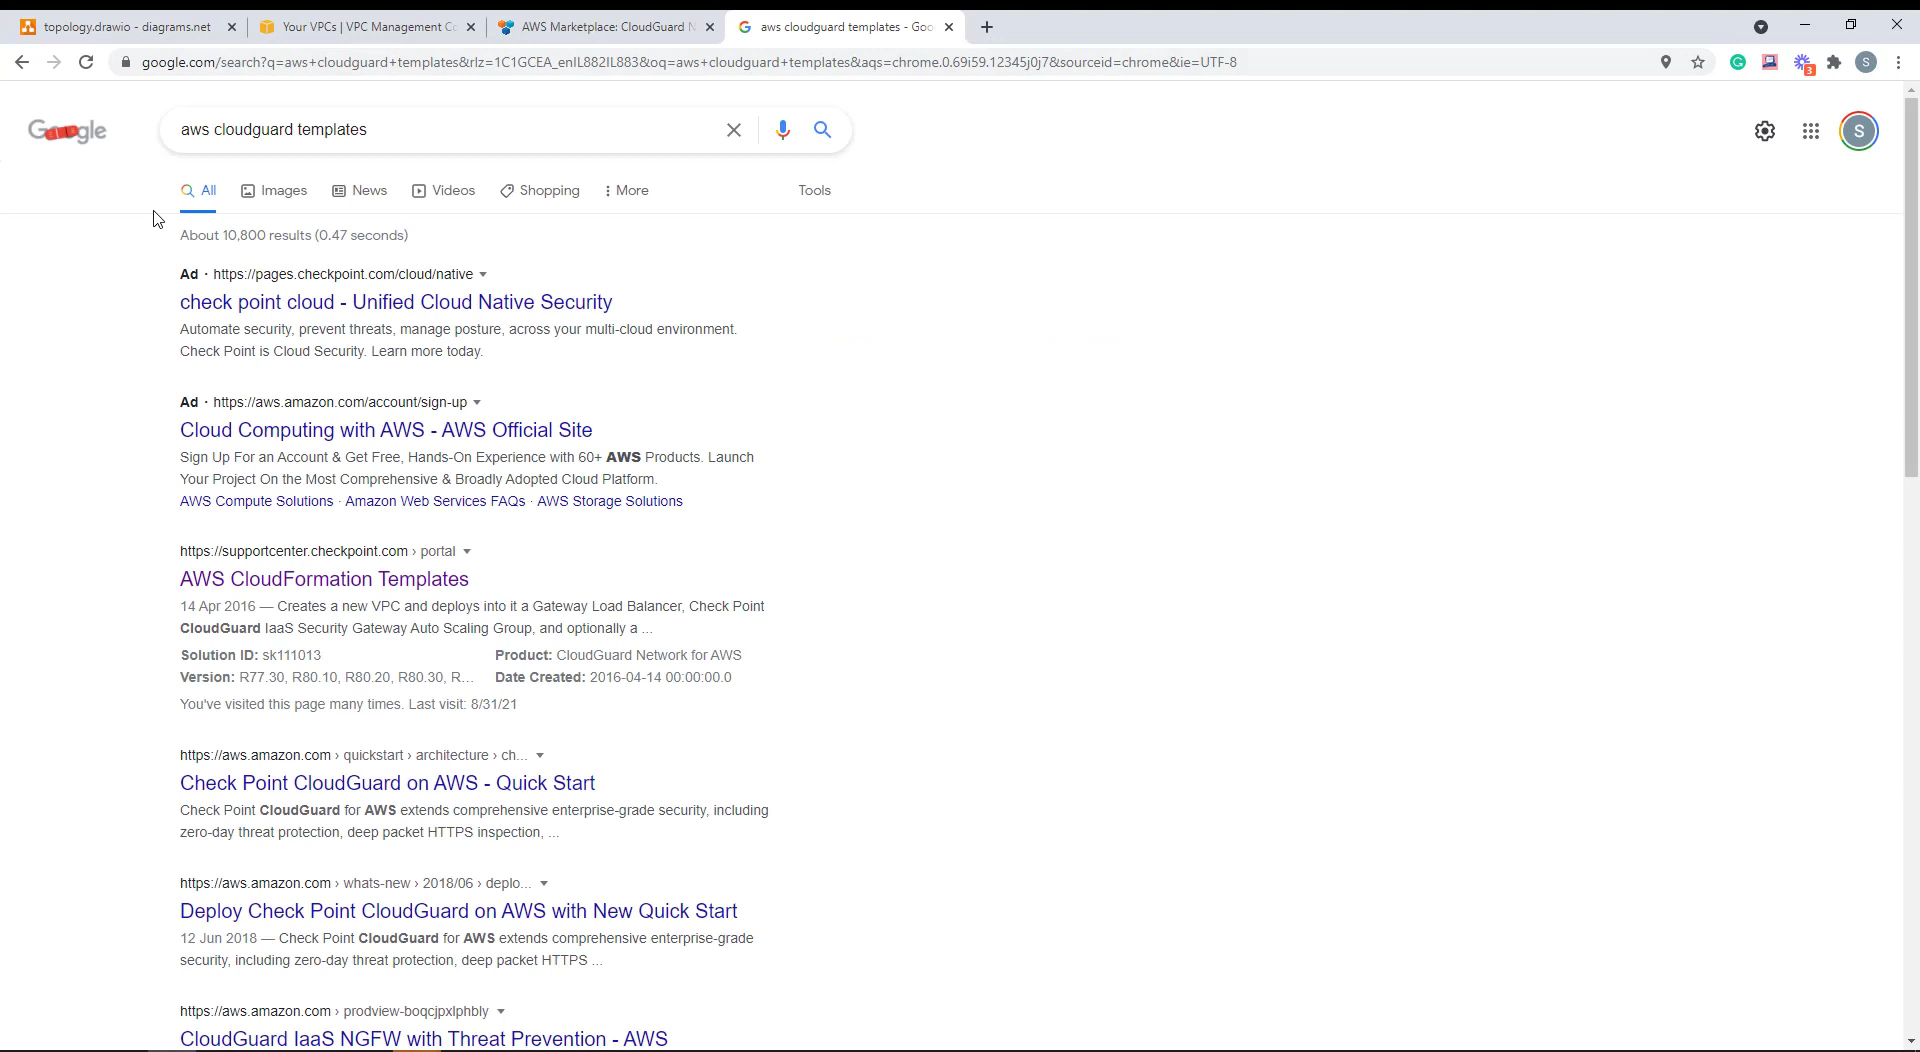 topology.drawio - diagrams.net
Your VPCs | VPC Management Co
AWS Marketplace: CloudGuard N
aws cloudguard templates - Goo
google.com/search?q=aws+cloudguard+templates&rlz=1C1GCEA_enIL882IL883&oq=aws+cloudguard+templates&aqs=chrome.0.69i59.12345j0j7&sourceid=chrome&ie=UTF-8
3
S
Google
aws cloudguard templates
S
All
Images
News
Videos
Shopping
More
Tools
About 10,800 results (0.47 seconds)
Ad · https://pages.checkpoint.com/cloud/native
check point cloud - Unified Cloud Native Security
Automate security, prevent threats, manage posture, across your multi-cloud environment.
Check Point is Cloud Security. Learn more today.
Ad · https://aws.amazon.com/account/sign-up
Cloud Computing with AWS - AWS Official Site
Sign Up For an Account & Get Free, Hands-On Experience with 60+ AWS Products. Launch
Your Project On the Most Comprehensive & Broadly Adopted Cloud Platform.
AWS Compute Solutions · Amazon Web Services FAQs · AWS Storage Solutions
https://supportcenter.checkpoint.com › portal
AWS CloudFormation Templates
14 Apr 2016 — Creates a new VPC and deploys into it a Gateway Load Balancer, Check Point
CloudGuard IaaS Security Gateway Auto Scaling Group, and optionally a ...
Solution ID: sk111013 Product: CloudGuard Network for AWS
Version: R77.30, R80.10, R80.20, R80.30, R... Date Created: 2016-04-14 00:00:00.0
You've visited this page many times. Last visit: 8/31/21
https://aws.amazon.com › quickstart › architecture › ch...
Check Point CloudGuard on AWS - Quick Start
Check Point CloudGuard for AWS extends comprehensive enterprise-grade security, including
zero-day threat protection, deep packet HTTPS inspection, ...
https://aws.amazon.com › whats-new › 2018/06 › deplo...
Deploy Check Point CloudGuard on AWS with New Quick Start
12 Jun 2018 — Check Point CloudGuard for AWS extends comprehensive enterprise-grade
security, including zero-day threat protection, deep packet HTTPS ...
https://aws.amazon.com › prodview-boqcjpxlphbly
CloudGuard IaaS NGFW with Threat Prevention - AWS